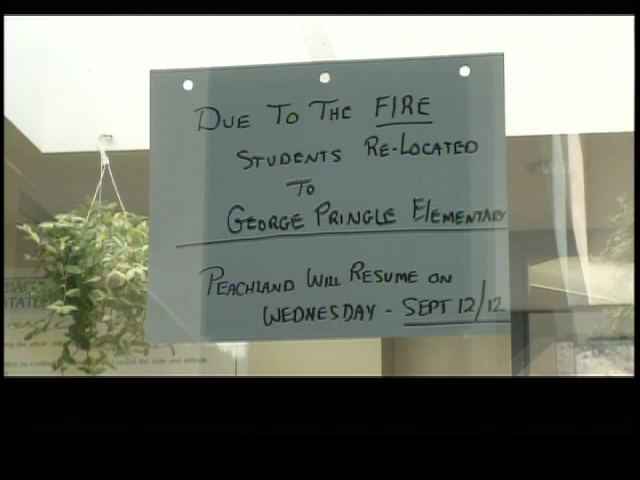 DUE TO THE FIRE
STUDENTS RE-LOCATED
TO
GEORGE PRINGLE ELEMENTARY
PEACHLAND WILL RESUME ON
WEDNESDAY - SEPT 12/12